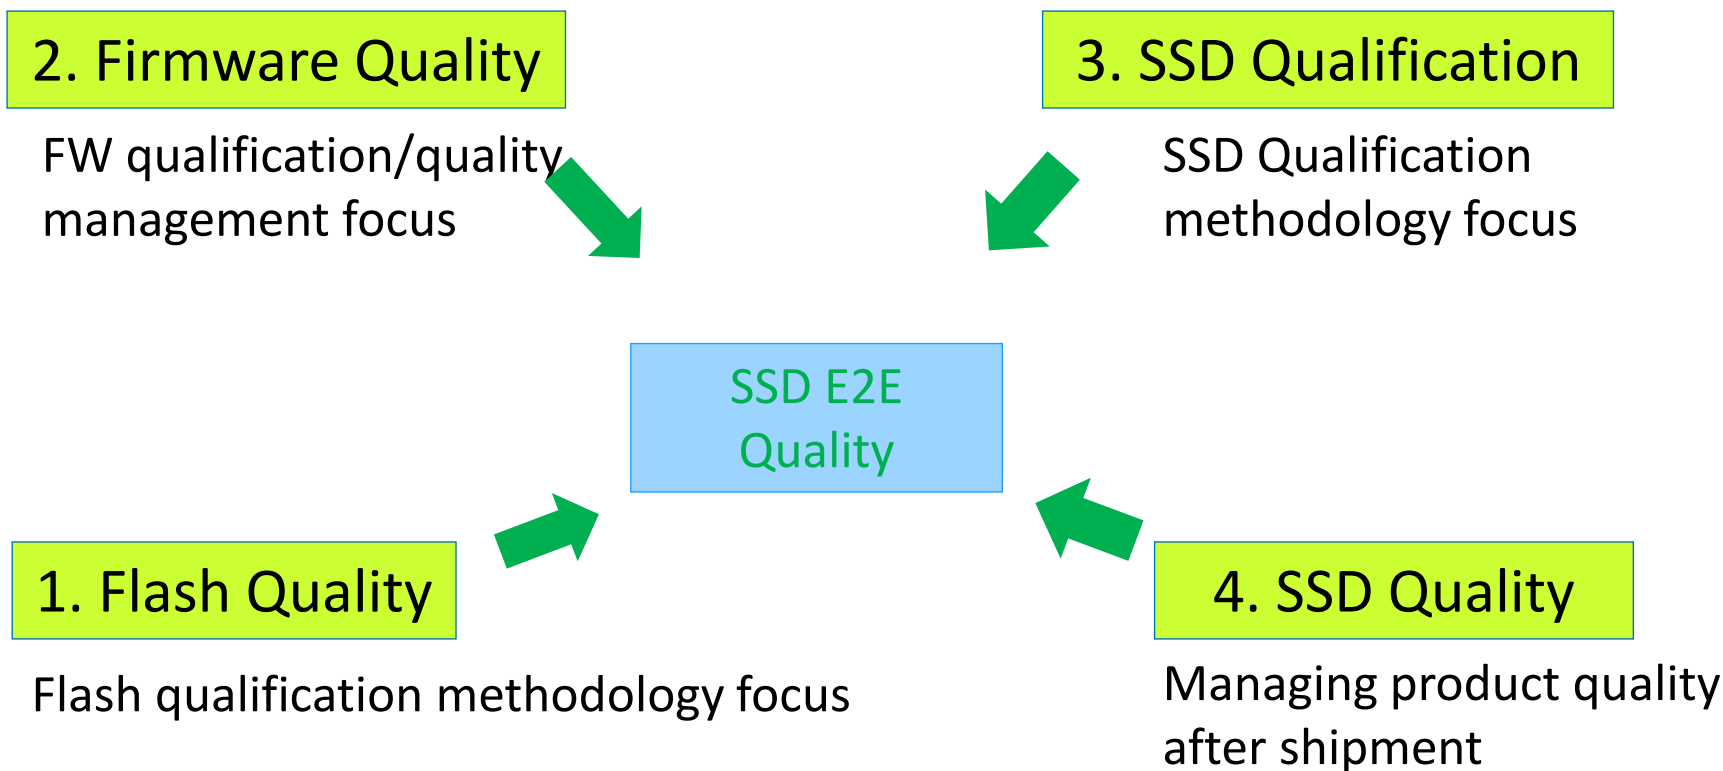 2. Firmware Quality
FW qualification/quality
management focus
3. SSD Qualification
SSD Qualification
methodology focus
SSD E2E
Quality
1. Flash Quality
Flash qualification methodology focus
4. SSD Quality
Managing product quality
after shipment